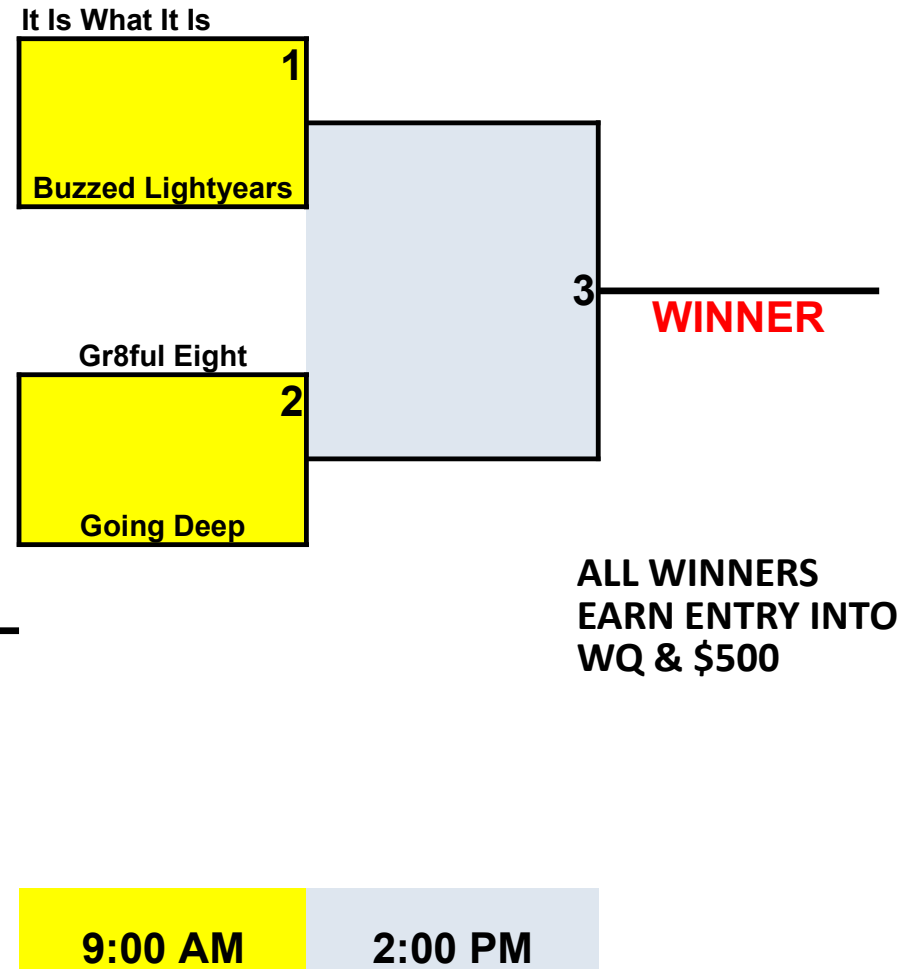 It Is What It Is
1
Buzzed Lightyears
3
WINNER
Gr8ful Eight
2
Going Deep
ALL WINNERS
EARN ENTRY INTO
WQ & $500
9:00 AM 2:00 PM